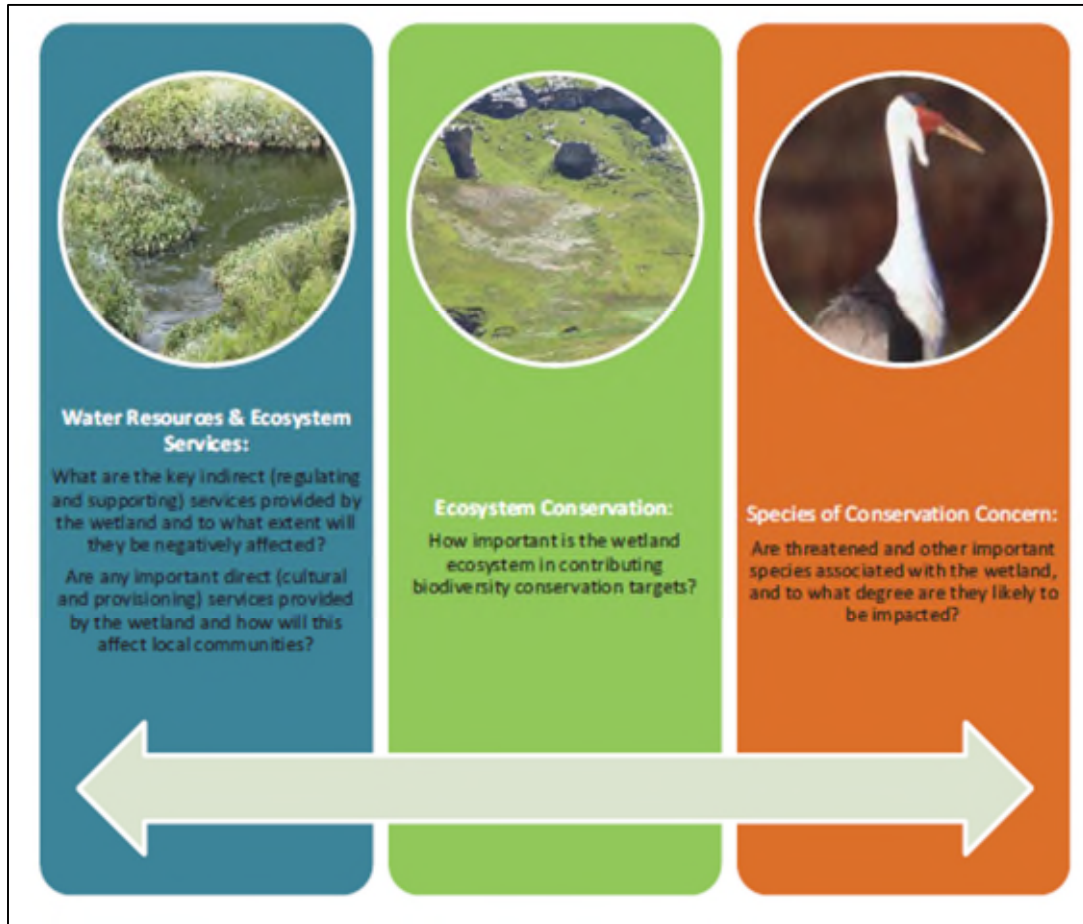 Water Resources & Ecosystem
Services:
What are the key indirect (regulating
and supporting) services provided by
the wetland and to what extent will
they be negatively affected?
Are any important direct (cultural
and provisioning) services provided
by the wetland and how will this
affect local communities?
Ecosystem Conservation:
How important is the wetland
ecosystem in contributing
biodiversity conservation targets?
Species of Conservation Concern:
Are threatened and other important
species associated with the wetland,
and to what degree are they likely to
be impacted?